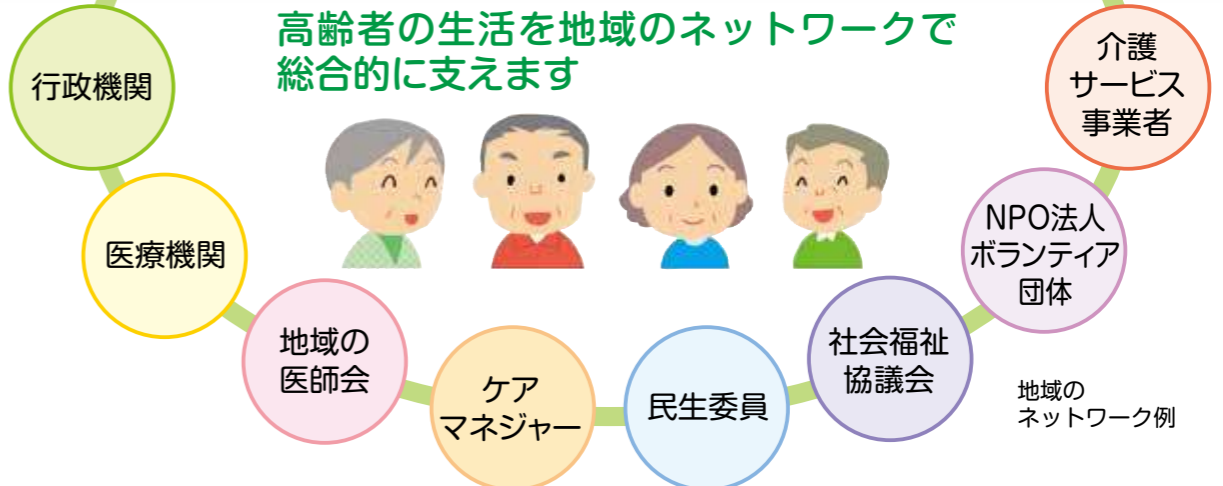 高齢者の生活を地域のネットワークで
総合的に支えます
行政機関
医療機関
地域の
医師会
ケア
マネジャー
民生委員
社会福祉
協議会
NPO法人
ボランティア
団体
介護
サービス
事業者
地域の
ネットワーク例